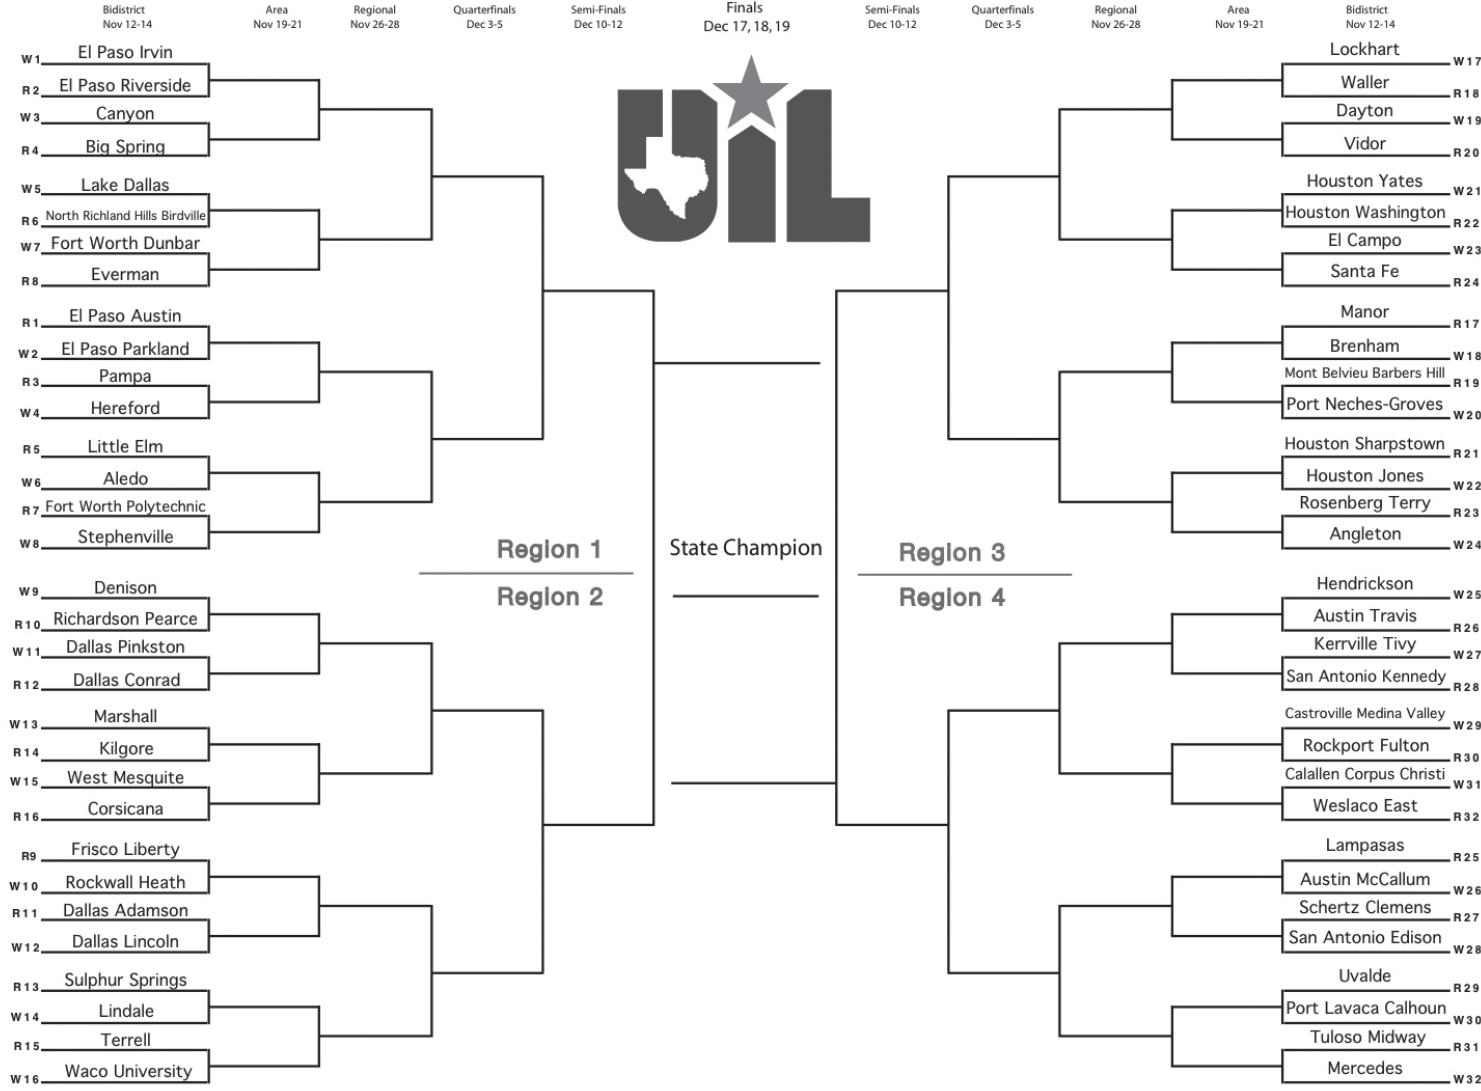 Bidistrict
Nov 12-14
Area
Nov 19-21
Regional
Nov 26-28
Quarterfinals
Dec 3-5
Semi-Finals
Dec 10-12
Finals
Dec 17,18,19
Semi-Finals
Dec 10-12
Quarterfinals
Dec 3-5
Regional
Nov 26-28
Area
Nov 19-21
Bidistrict
Nov 12-14
W1 El Paso Irvin
R2 El Paso Riverside
W3 Canyon
R4 Big Spring
W5 Lake Dallas
R6 North Richland Hills Birdville
W7 Fort Worth Dunbar
R8 Everman
R1 El Paso Austin
W2 El Paso Parkland
R3 Pampa
W4 Hereford
R5 Little Elm
W6 Aledo
R7 Fort Worth Polytechnic
W8 Stephenville
W9 Denison
R10 Richardson Pearce
W11 Dallas Pinkston
R12 Dallas Conrad
W13 Marshall
R14 Kilgore
W15 West Mesquite
R16 Corsicana
R9 Frisco Liberty
W10 Rockwall Heath
R11 Dallas Adamson
W12 Dallas Lincoln
R13 Sulphur Springs
W14 Lindale
R15 Terrell
W16 Waco University
UIL
Region 1
Region 2
State Champion
Region 3
Region 4
Lockhart W17
Waller R18
Dayton W19
Vidor R20
Houston Yates W21
Houston Washington R22
El Campo W23
Santa Fe R24
Manor R17
Brenham W18
Mont Belvieu Barbers Hill R19
Port Neches-Groves W20
Houston Sharpstown R21
Houston Jones W22
Rosenberg Terry R23
Angleton W24
Hendrickson W25
Austin Travis R26
Kerrville Tivy W27
San Antonio Kennedy R28
Castroville Medina Valley W29
Rockport Fulton R30
Calallen Corpus Christi W31
Weslaco East R32
Lampasas R25
Austin McCallum W26
Schertz Clemens R27
San Antonio Edison W28
Uvalde R29
Port Lavaca Calhoun W30
Tuloso Midway R31
Mercedes W32